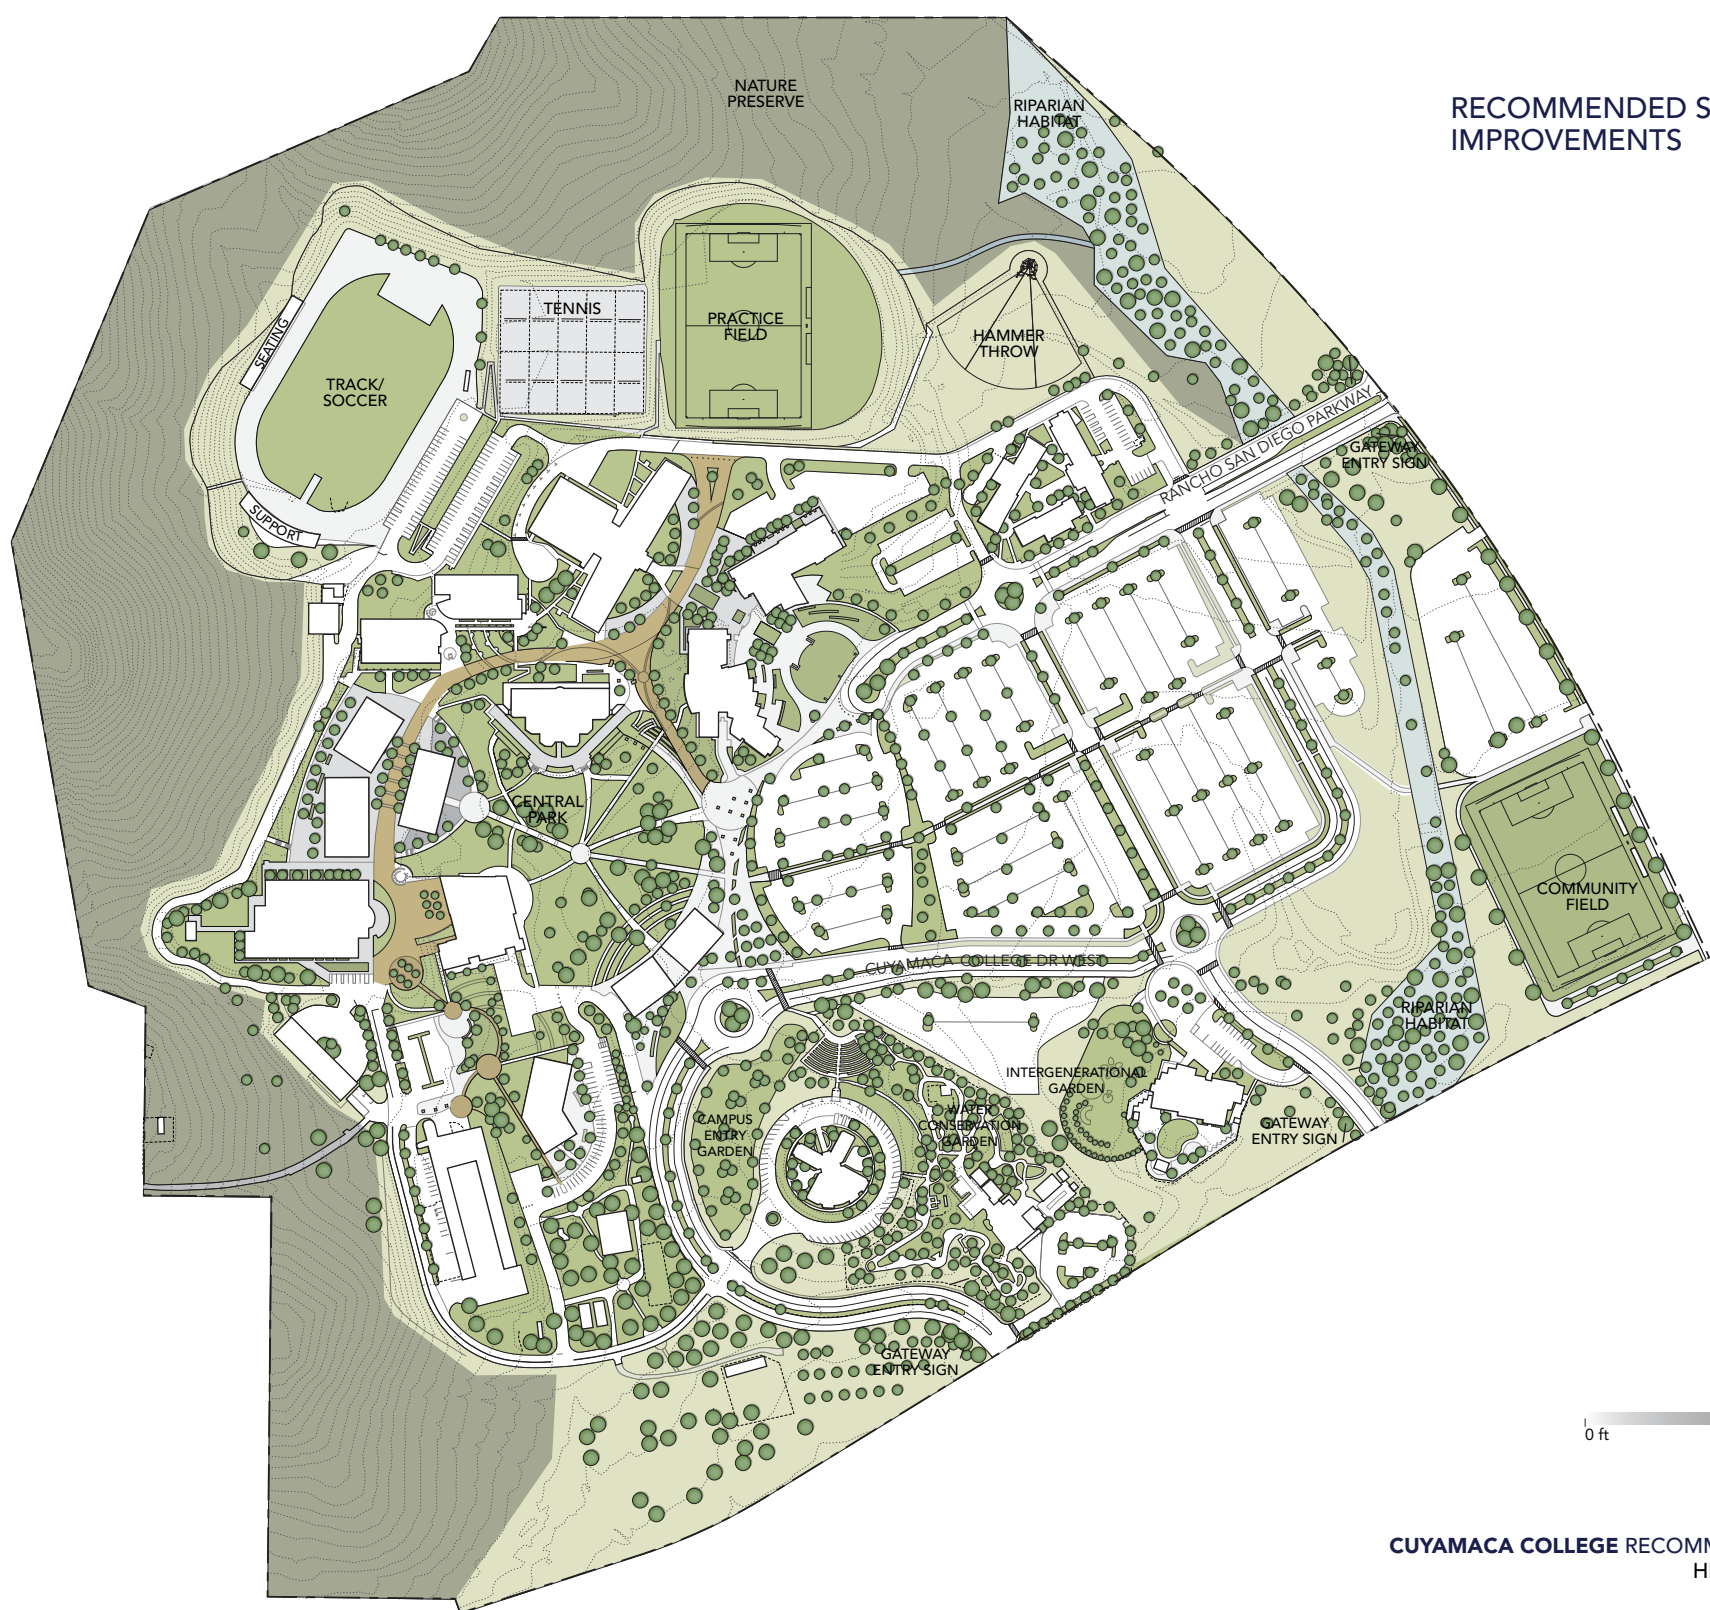 NATURE
PRESERVE
RIPARIAN
HABITAT
RECOMMENDED S
IMPROVEMENTS
TENNIS
PRACTICE
FIELD
HAMMER
THROW
SEATING
TRACK/
SOCCER
RANCHO SAN DIEGO PARKWAY
GATEWAY
ENTRY SIGN
SUPPORT
CENTRAL
PARK
COMMUNITY
FIELD
CUYAMACA COLLEGE DR WEST
RIPARIAN
HABITAT
INTERGENERATIONAL
GARDEN
CAMPUS
ENTRY
GARDEN
WATER
CONSERVATION
GARDEN
GATEWAY
ENTRY SIGN
GATEWAY
ENTRY SIGN
0 ft
CUYAMACA COLLEGE RECOMM
H